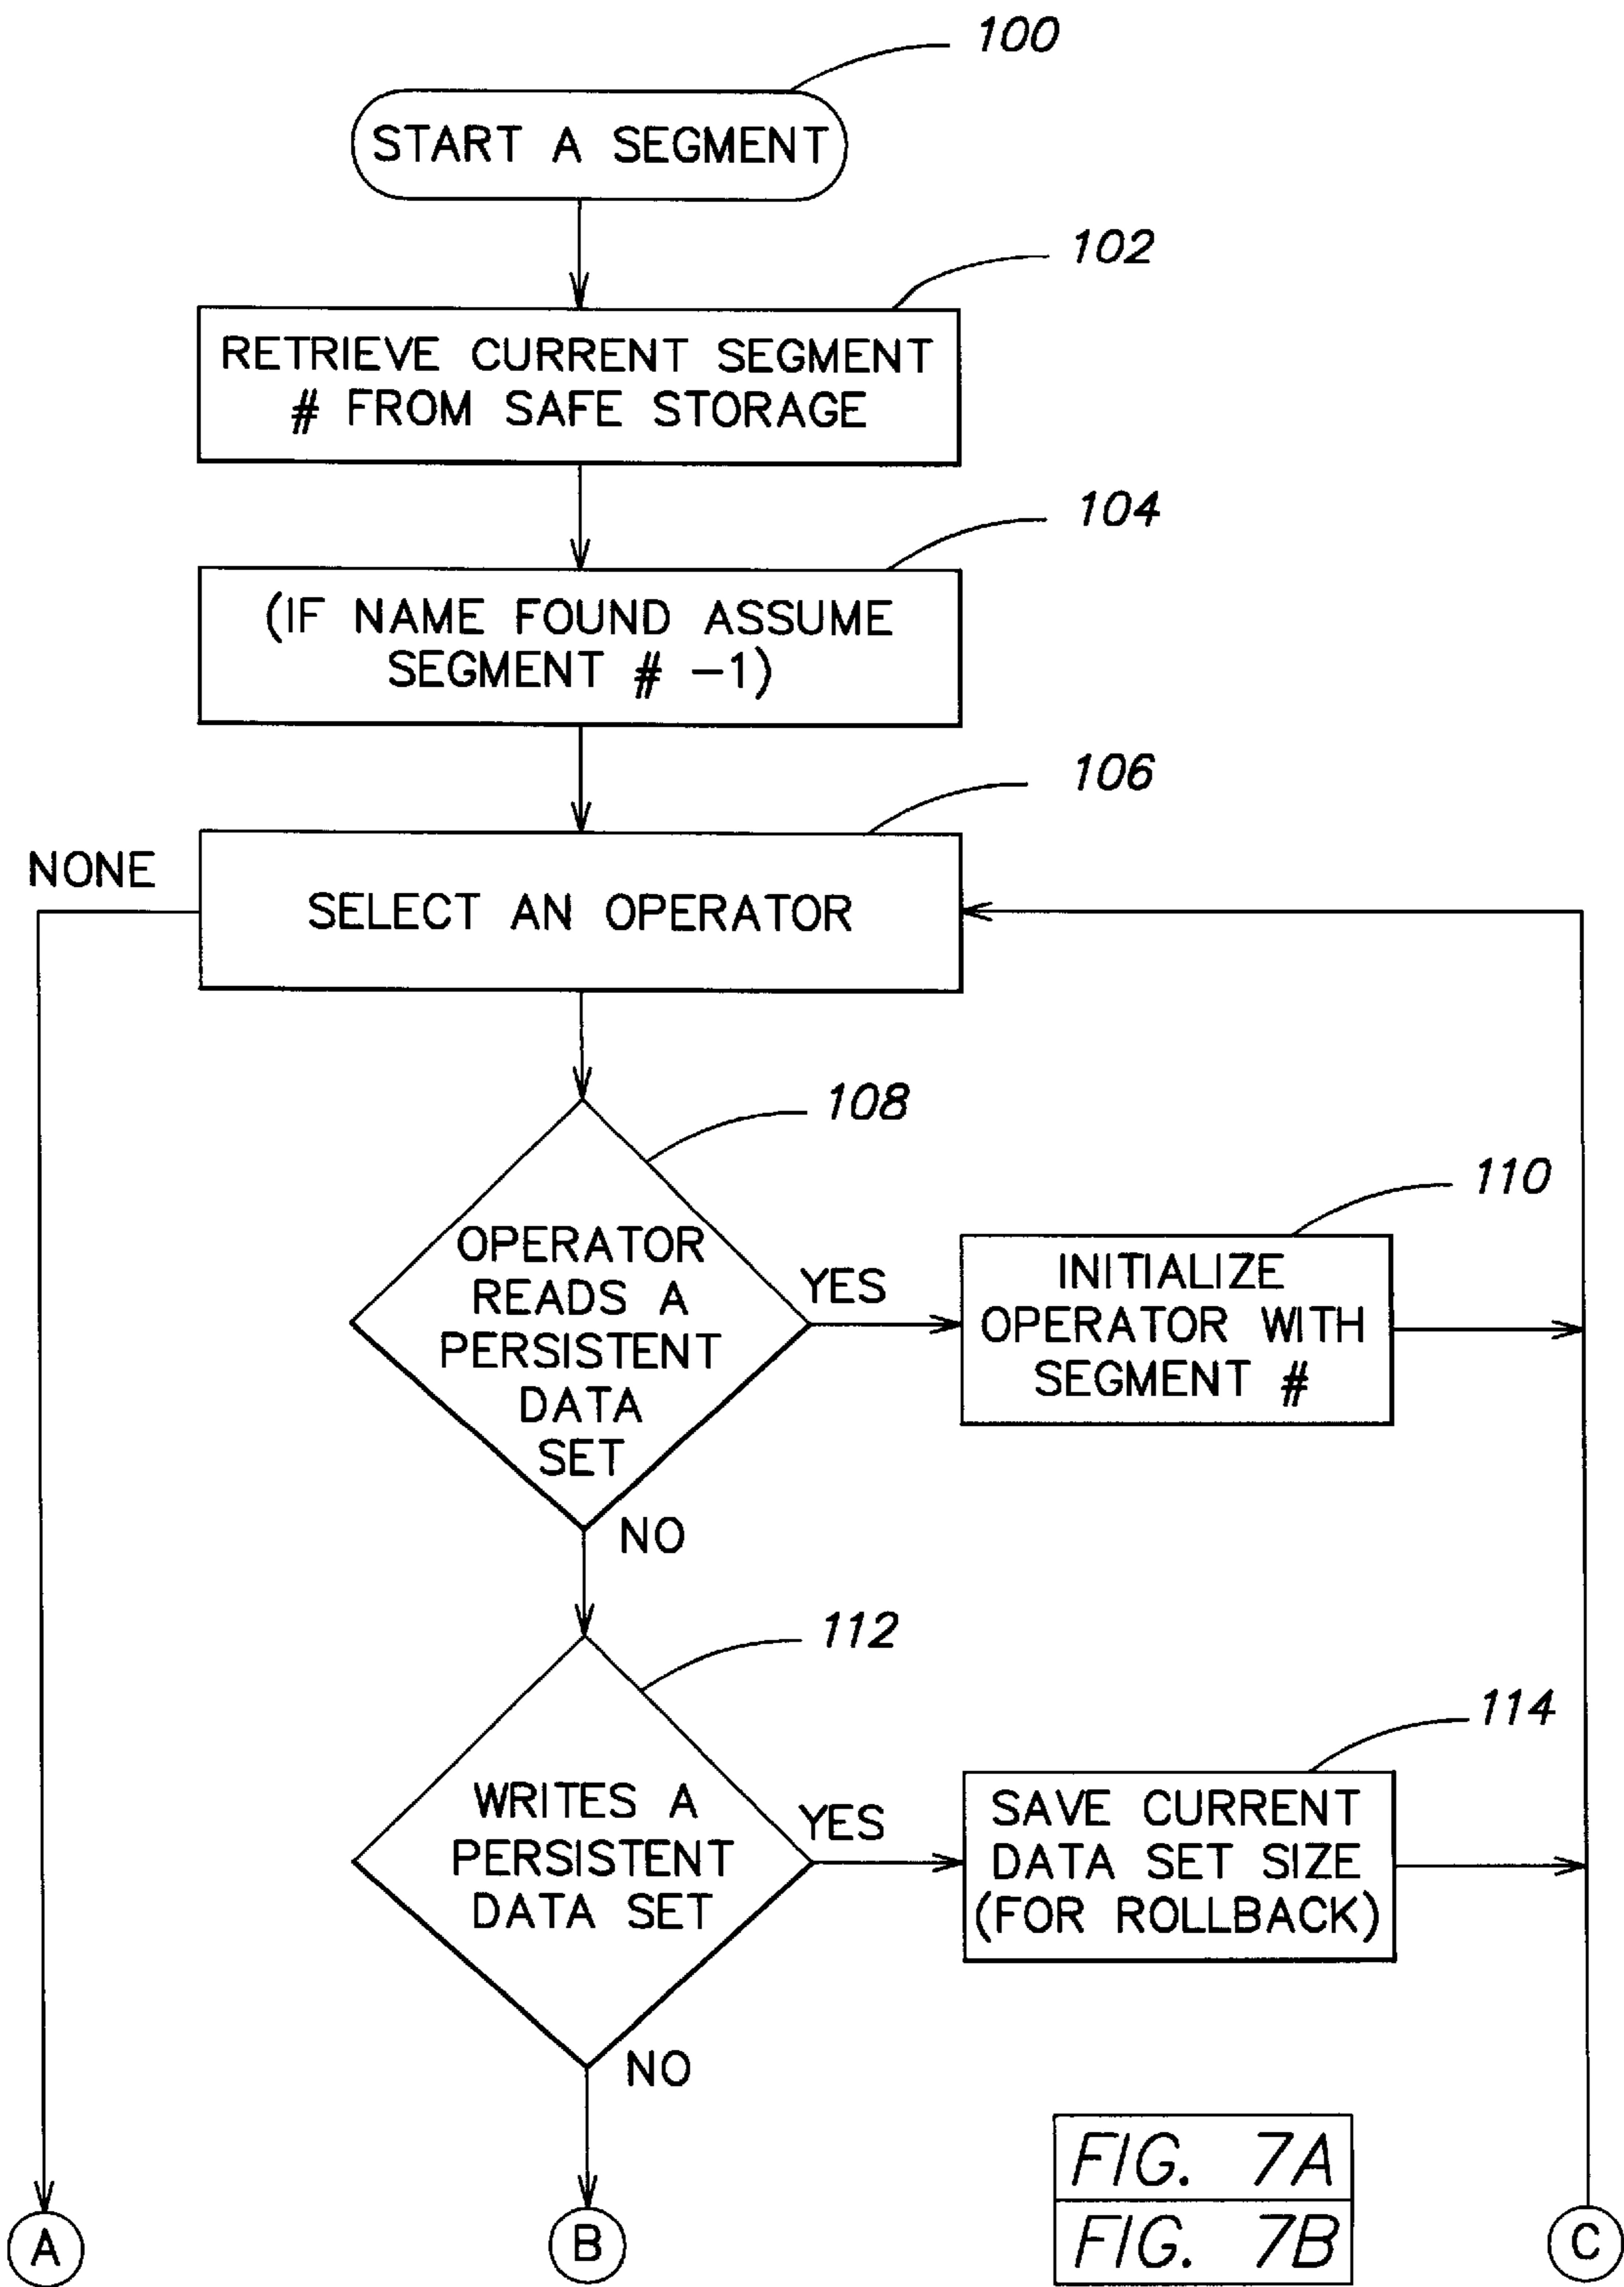 100
START A SEGMENT
102
RETRIEVE CURRENT SEGMENT
# FROM SAFE STORAGE
104
(IF NAME FOUND ASSUME
SEGMENT # -1)
106
NONE
SELECT AN OPERATOR
108
OPERATOR
READS A
PERSISTENT
DATA
SET
YES
110
INITIALIZE
OPERATOR WITH
SEGMENT #
NO
112
WRITES A
PERSISTENT
DATA SET
YES
114
SAVE CURRENT
DATA SET SIZE
(FOR ROLLBACK)
NO
FIG. 7A
FIG. 7B
A
B
C